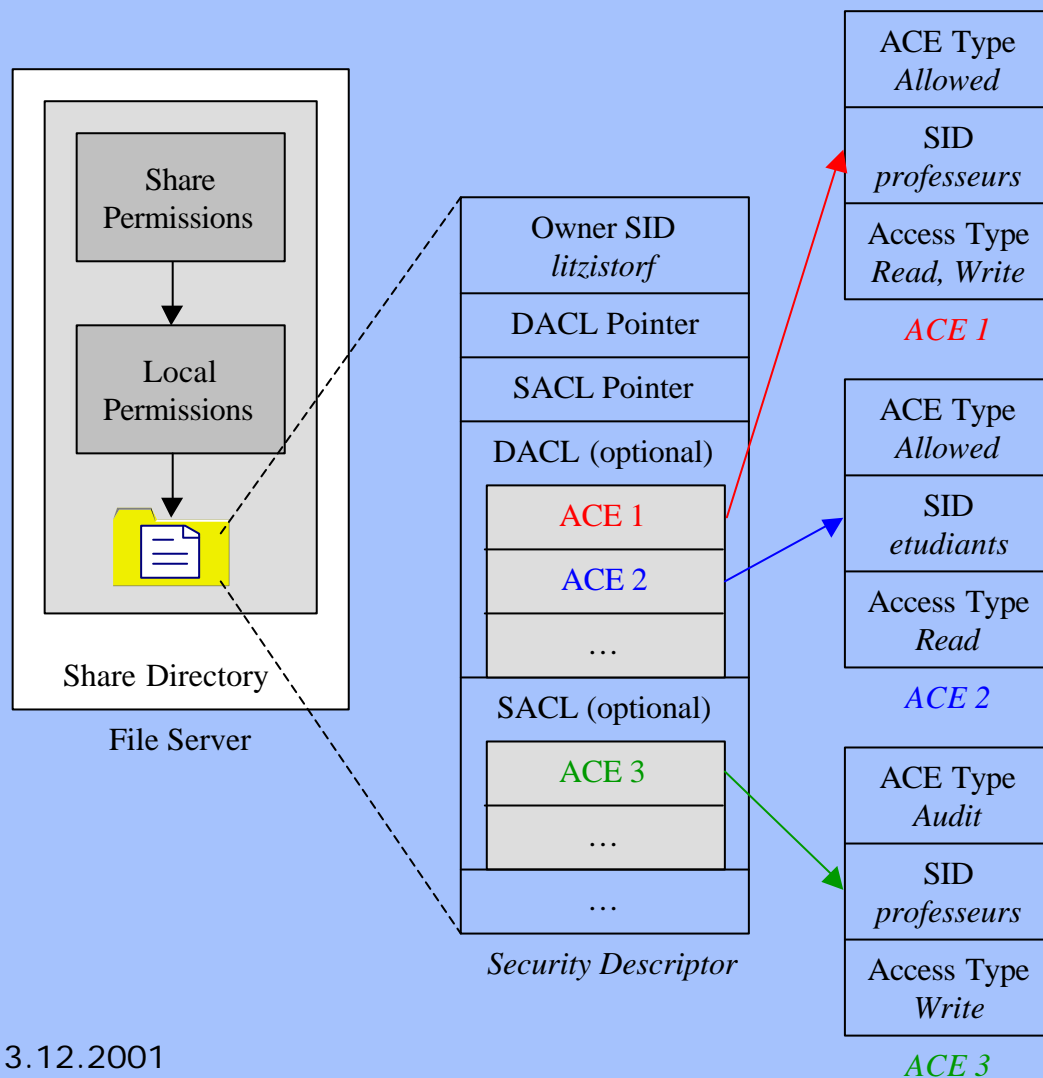 Share
Permissions
Local
Permissions
Share Directory
File Server
Owner SID
litzistorf
DACL Pointer
SACL Pointer
DACL (optional)
ACE 1
ACE 2
…
SACL (optional)
ACE 3
…
…
Security Descriptor
ACE Type
Allowed
SID
professeurs
Access Type
Read, Write
ACE 1
ACE Type
Allowed
SID
etudiants
Access Type
Read
ACE 2
ACE Type
Audit
SID
professeurs
Access Type
Write
ACE 3
3.12.2001